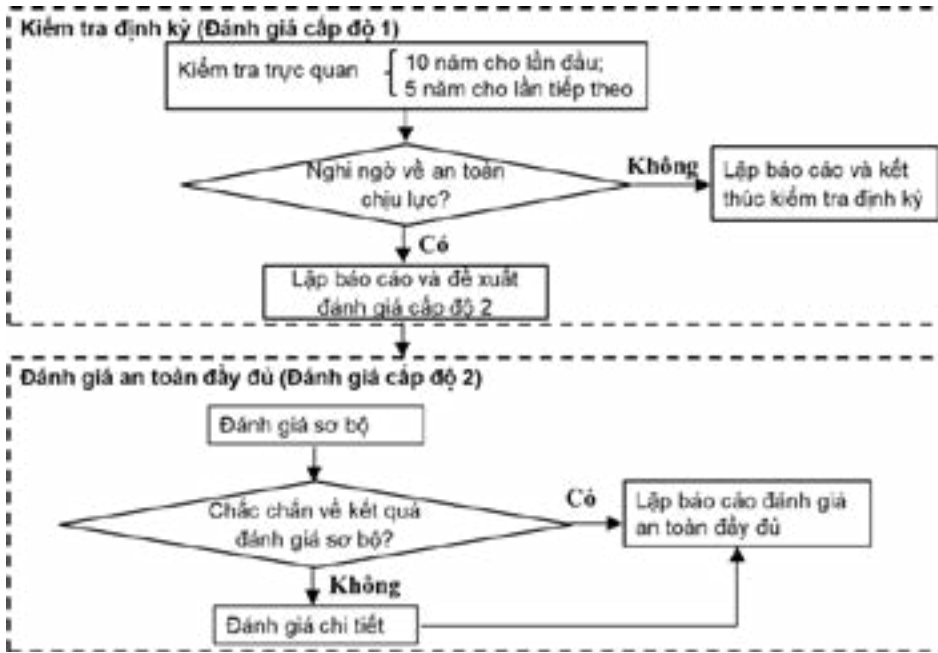 Kiểm tra định kỳ (Đánh giá cấp độ 1)
Kiểm tra trực quan
10 năm cho lần đầu;
5 năm cho lần tiếp theo
Nghi ngờ về an toàn
chịu lực?
Không
Lập báo các và kết
thúc kiểm tra định kỳ
Có
Lập báo cáo và đề xuất
đánh giá cấp độ 2
Đánh giá an toàn đầy đủ (Đánh giá cấp độ 2)
Đánh giá sơ bộ
Chắc chắn về kết quả
đánh giá sơ bộ?
Có
Lập báo cáo đánh giá
an toàn đầy đủ
Không
Đánh giá chi tiết